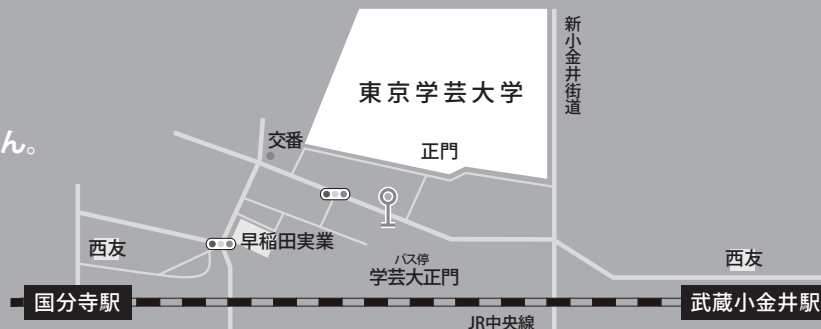 新小金井街道
東京学芸大学
ん。
交番
正門
早稲田実業
西友
バス停
学芸大正門
西友
国分寺駅
武蔵小金井駅
JR中央線